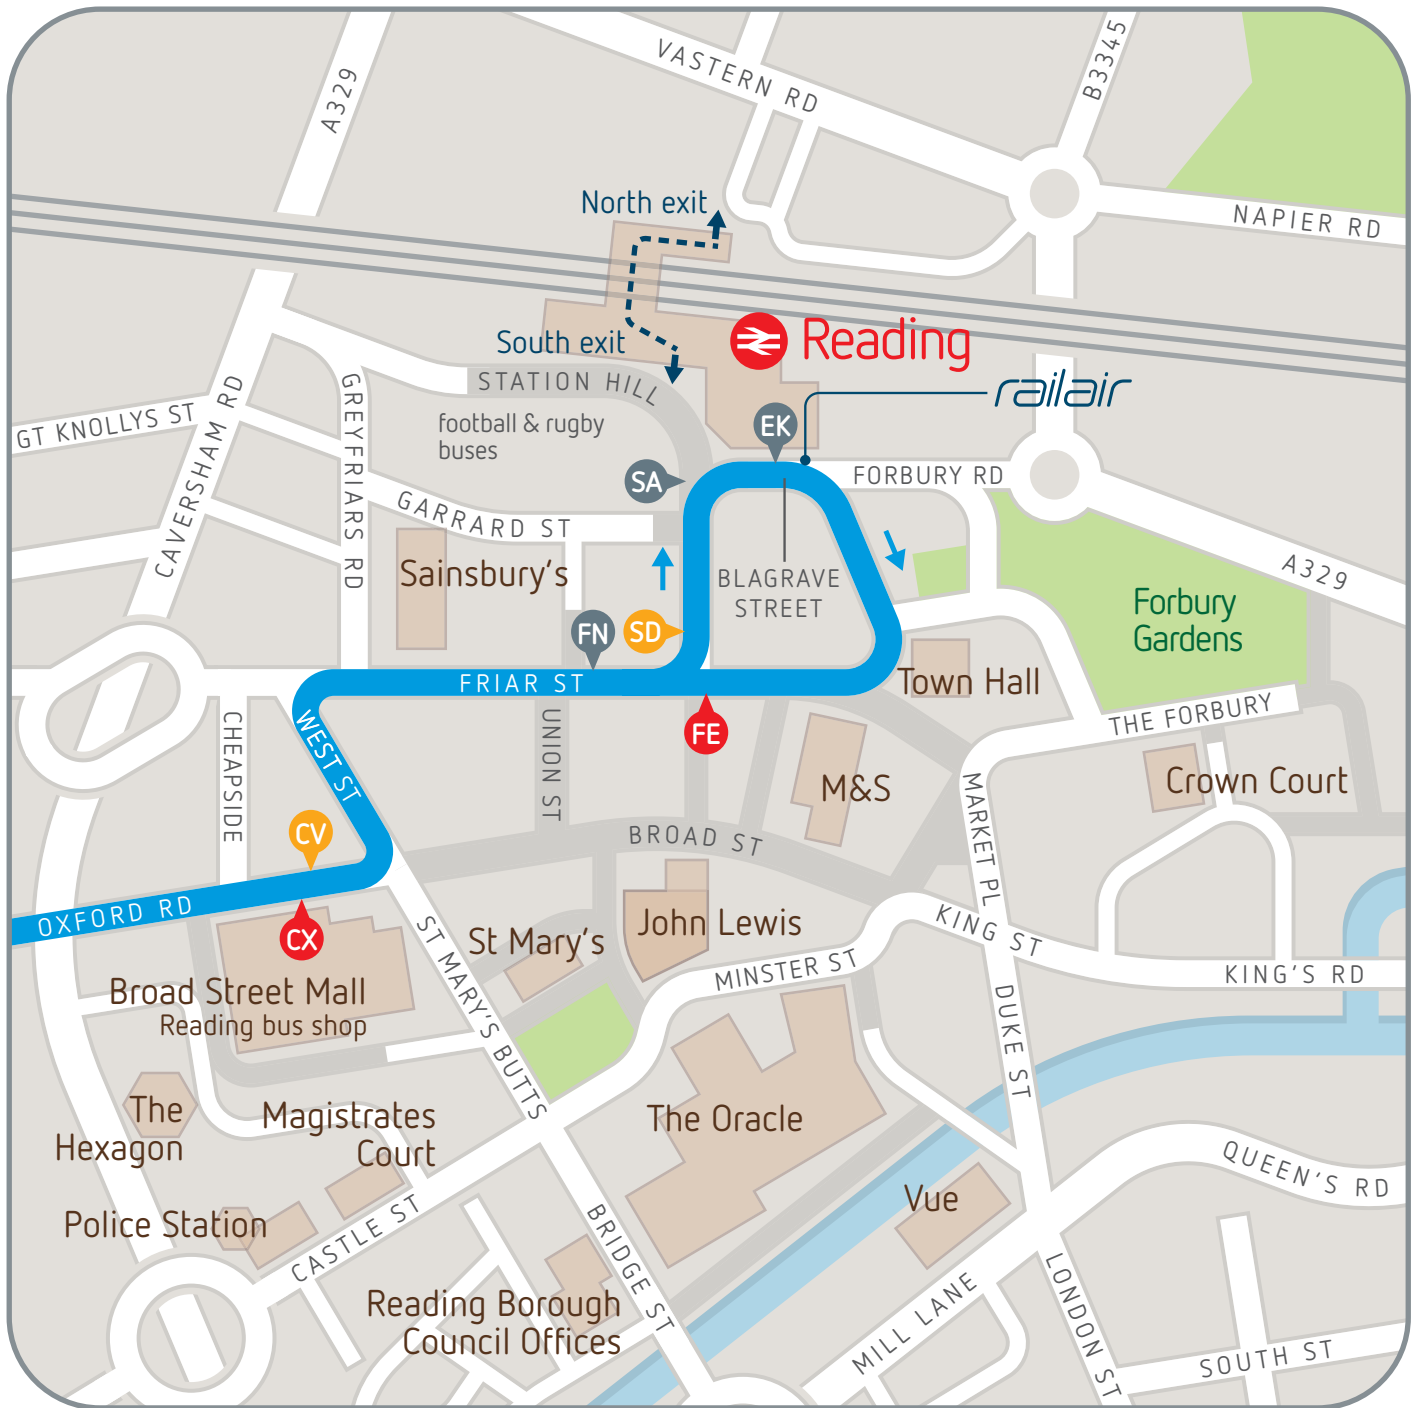 VASTERN RD
A329
B3345
NAPIER RD
North exit
South exit
Reading
railair
STATION HILL
football & rugby
buses
GT KNOLLYS ST
CAVERSHAM RD
GREYFRIARS RD
EK
SA
FORBURY RD
GARRARD ST
Sainsbury's
BLAGRAVE
STREET
A329
Forbury
Gardens
FN
SD
FRIAR ST
Town Hall
THE FORBURY
FE
WEST ST
CHEAPSIDE
UNION ST
M&S
MARKET PL
Crown Court
CV
BROAD ST
OXFORD RD
CX
ST MARY'S BUTTS
St Mary's
John Lewis
KING ST
MINSTER ST
KING'S RD
Broad Street Mall
Reading bus shop
DUKE ST
The
Hexagon
Magistrates
Court
The Oracle
QUEEN'S RD
Vue
Police Station
CASTLE ST
BRIDGE ST
Reading Borough
Council Offices
MILL LANE
LONDON ST
SOUTH ST